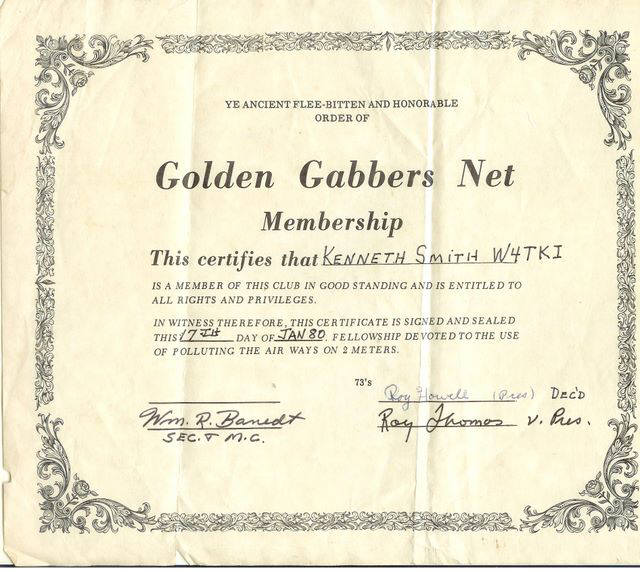 YE ANCIENT FLEE-BITTEN AND HONORABLE
ORDER OF
Golden Gabbers Net
Membership
This certifies that KENNETH SMITH W4TKI
IS A MEMBER OF THIS CLUB IN GOOD STANDING AND IS ENTITLED TO
ALL RIGHTS AND PRIVILEGES.
IN WITNESS THEREFORE, THIS CERTIFICATE IS SIGNED AND SEALED
THIS 17TH DAY OF JAN 80. FELLOWSHIP DEVOTED TO THE USE
OF POLLUTING THE AIR WAYS ON 2 METERS.
73's
Roy Howell (Pres) DEC'D
Wm. R. Banedt
Roy Thomas V. Pres.
SEC. T M.C.